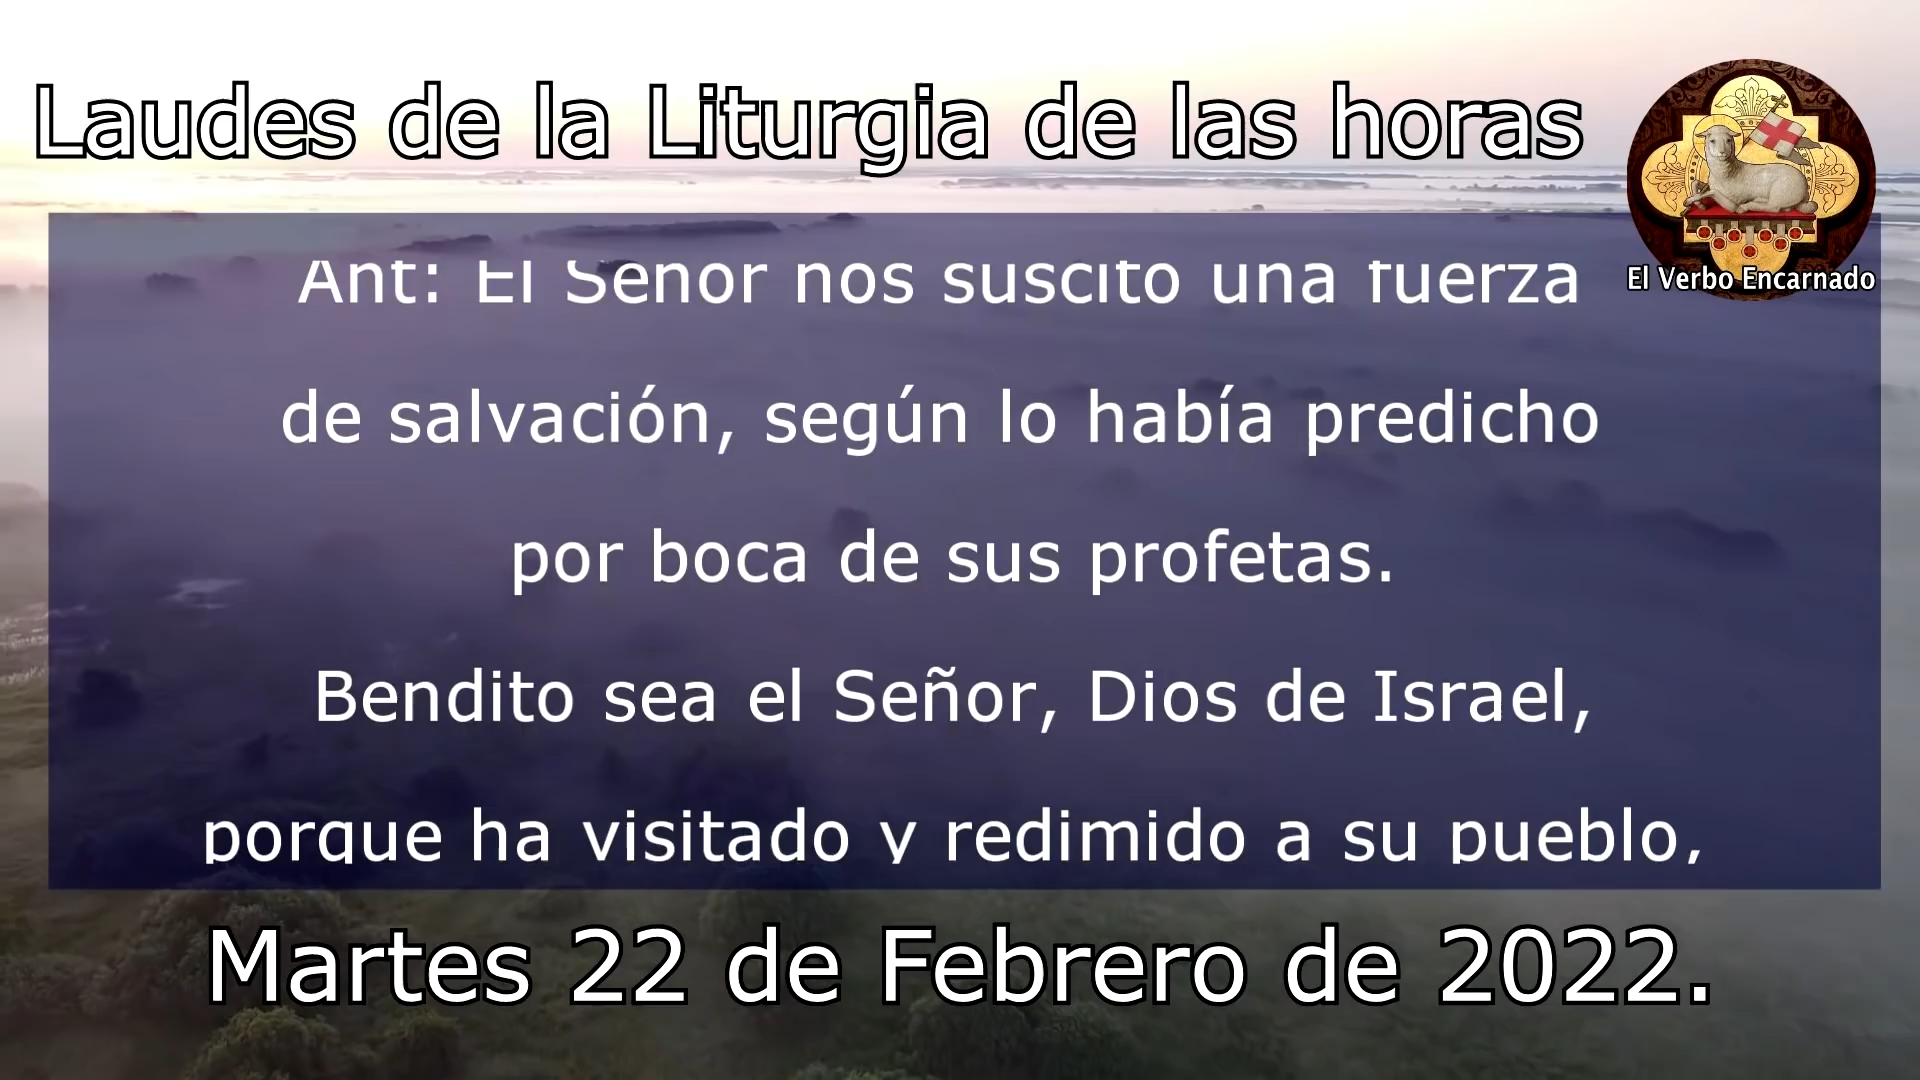 Laudes de la Liturgia de las horas
El Verbo Encarnado
Ant: El Señor nos suscitó una fuerza
de salvación, según lo había predicho
por boca de sus profetas.
Bendito sea el Señor, Dios de Israel,
porque ha visitado y redimido a su pueblo,
Martes 22 de Febrero de 2022.